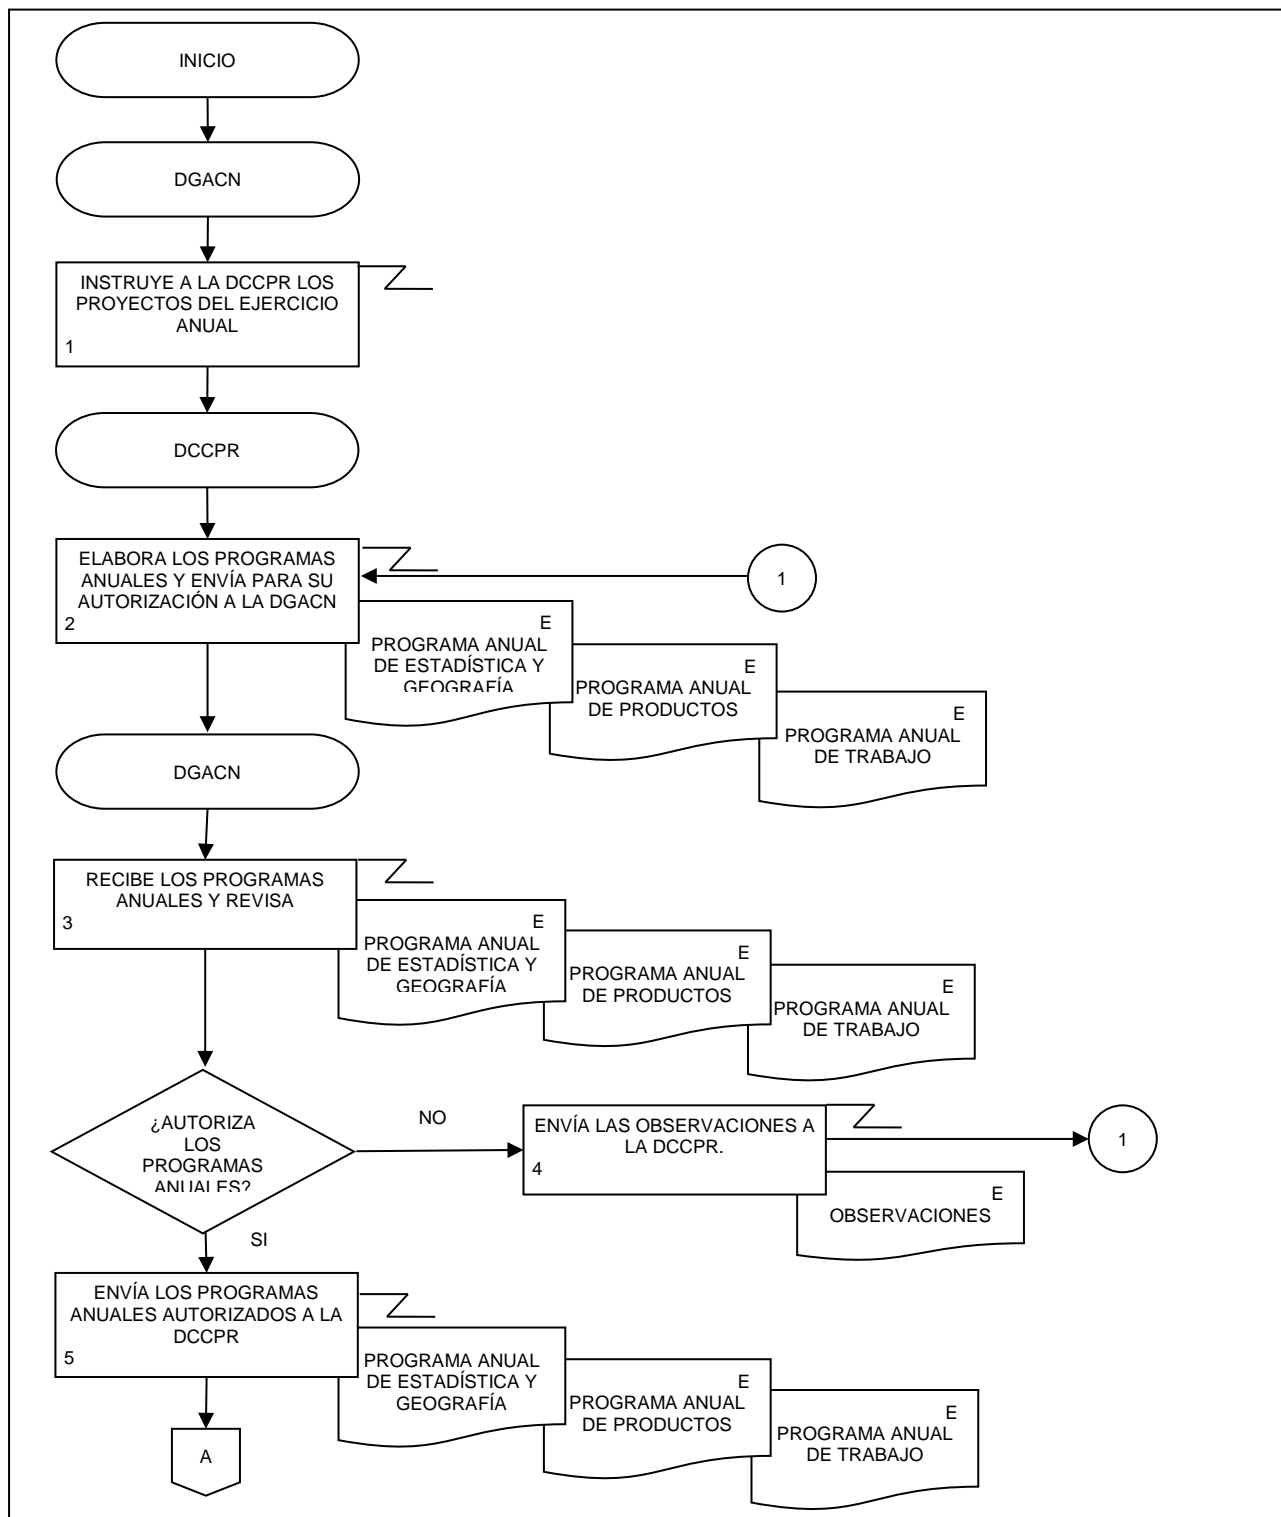 INICIO
DGACN
INSTRUYE A LA DCCPR LOS
PROYECTOS DEL EJERCICIO
ANUAL
1
DCCPR
ELABORA LOS PROGRAMAS
ANUALES Y ENVÍA PARA SU
AUTORIZACIÓN A LA DGACN
2
1
E
PROGRAMA ANUAL
DE ESTADÍSTICA Y
GEOGRAFÍA
E
PROGRAMA ANUAL
DE PRODUCTOS
E
PROGRAMA ANUAL
DE TRABAJO
DGACN
RECIBE LOS PROGRAMAS
ANUALES Y REVISA
3
E
PROGRAMA ANUAL
DE ESTADÍSTICA Y
GEOGRAFÍA
E
PROGRAMA ANUAL
DE PRODUCTOS
E
PROGRAMA ANUAL
DE TRABAJO
¿AUTORIZA
LOS
PROGRAMAS
ANUALES?
NO
ENVÍA LAS OBSERVACIONES A
LA DCCPR.
4
1
E
OBSERVACIONES
SI
ENVÍA LOS PROGRAMAS
ANUALES AUTORIZADOS A LA
DCCPR
5
PROGRAMA ANUAL
DE ESTADÍSTICA Y
GEOGRAFÍA
E
PROGRAMA ANUAL
DE PRODUCTOS
E
PROGRAMA ANUAL
DE TRABAJO
A